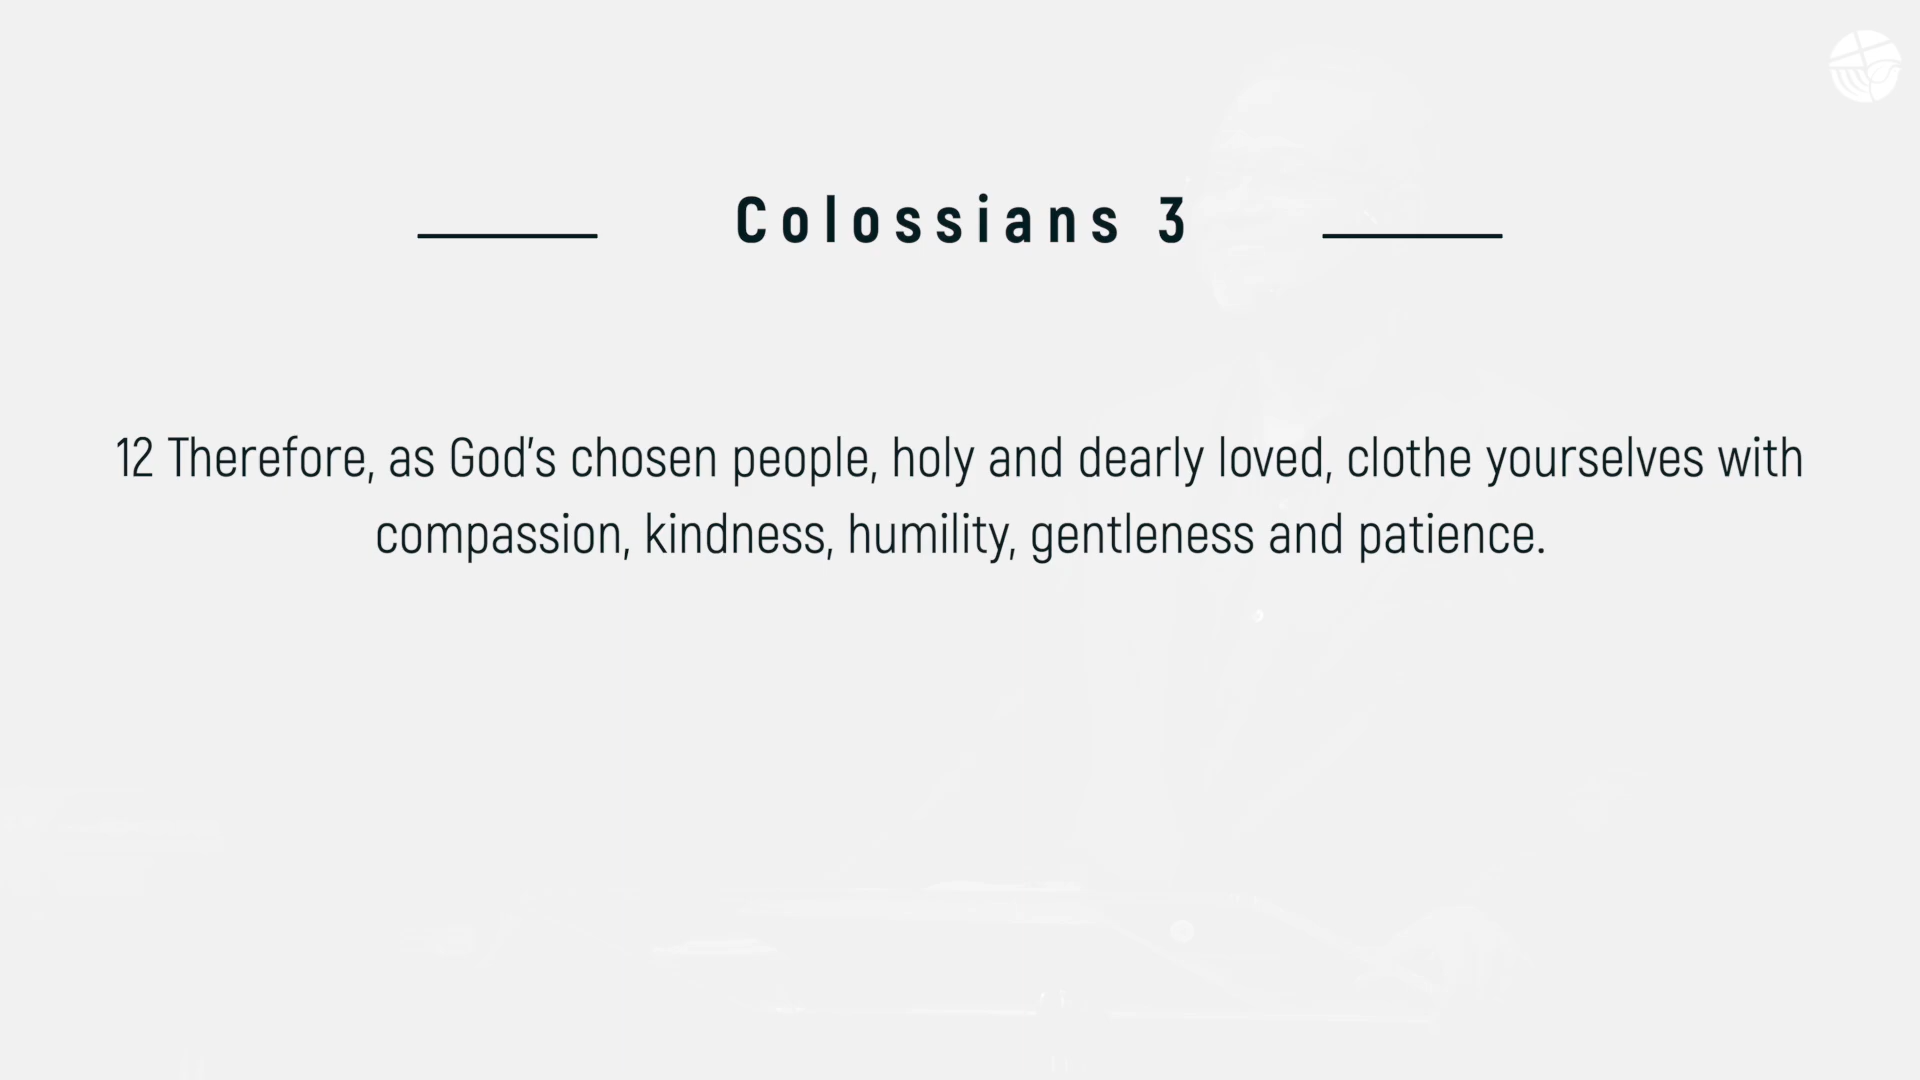 Colossians 3
12 Therefore, as God's chosen people, holy and dearly loved, clothe yourselves with
compassion, kindness, humility, gentleness and patience.